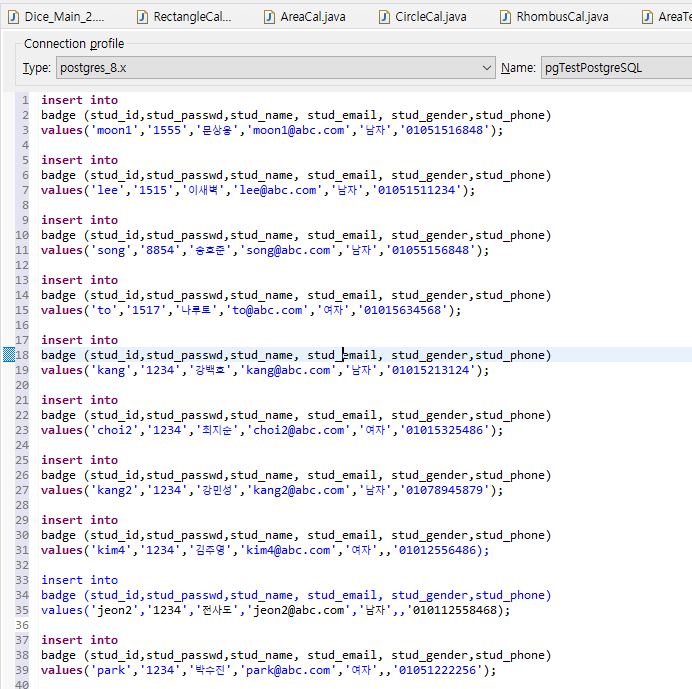 Dice_Main_2....
RectangleCal...
AreaCal.java
CircleCal.java
RhombusCal.java
AreaTe
Connection profile
Type: postgres_8.x Name: pgTestPostgreSQL
1 insert into
2 badge (stud_id,stud_passwd,stud_name, stud_email, stud_gender,stud_phone)
3 values('moon1','1555','문상웅','moon1@abc.com','남자','01051516848');
4
5 insert into
6 badge (stud_id,stud_passwd,stud_name, stud_email, stud_gender,stud_phone)
7 values('lee','1515','이새벽','lee@abc.com','남자','01051511234');
8
9 insert into
10 badge (stud_id,stud_passwd,stud_name, stud_email, stud_gender,stud_phone)
11 values('song','8854','송호준','song@abc.com','남자','01055156848');
12
13 insert into
14 badge (stud_id,stud_passwd,stud_name, stud_email, stud_gender,stud_phone)
15 values('to','1517','나루토','to@abc.com','여자','01015634568');
16
17 insert into
18 badge (stud_id,stud_passwd,stud_name, stud_email, stud_gender,stud_phone)
19 values('kang','1234','강백호','kang@abc.com','남자','01015213124');
20
21 insert into
22 badge (stud_id,stud_passwd,stud_name, stud_email, stud_gender,stud_phone)
23 values('choi2','1234','최지순','choi2@abc.com','여자','01015325486');
24
25 insert into
26 badge (stud_id,stud_passwd,stud_name, stud_email, stud_gender,stud_phone)
27 values('kang2','1234','강민성','kang2@abc.com','남자','01078945879');
28
29 insert into
30 badge (stud_id,stud_passwd,stud_name, stud_email, stud_gender,stud_phone)
31 values('kim4','1234','김주영','kim4@abc.com','여자',,'01012556486);
32
33 insert into
34 badge (stud_id,stud_passwd,stud_name, stud_email, stud_gender,stud_phone)
35 values('jeon2','1234','전사도','jeon2@abc.com','남자',,'010112558468);
36
37 insert into
38 badge (stud_id,stud_passwd,stud_name, stud_email, stud_gender,stud_phone)
39 values('park','1234','박수진','park@abc.com','여자',,'01051222256');
40